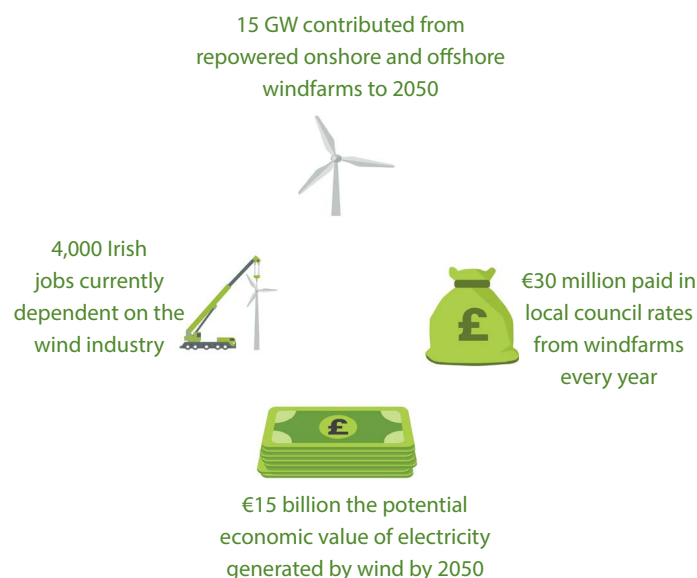 15 GW contributed from
repowered onshore and offshore
windfarms to 2050
4,000 Irish
jobs currently
dependent on the
wind industry
£
€30 million paid in
local council rates
from windfarms
every year
£
€15 billion the potential
economic value of electricity
generated by wind by 2050